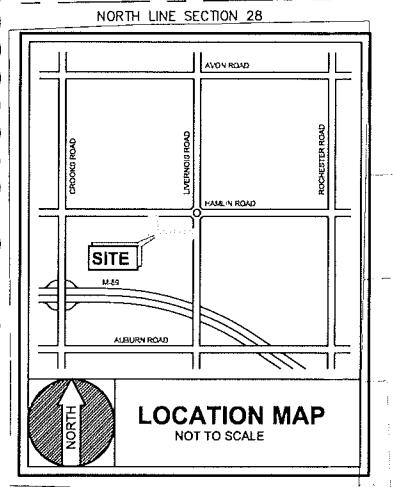 NORTH LINE SECTION 28
AVON ROAD
CROOKS ROAD
LIVERNOIS ROAD
ROCHESTER ROAD
HAMLIN ROAD
SITE
M-59
AUBURN ROAD
NORTH
LOCATION MAP
NOT TO SCALE